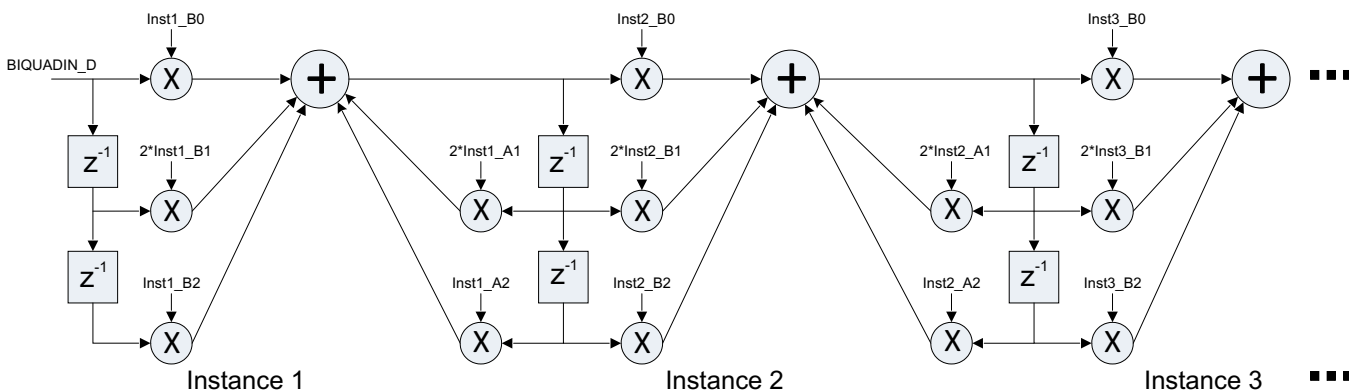 Inst1_B0
Inst2_B0
Inst3_B0
BIQUADIN_D
X
+
X
+
X
+
z-1
2*Inst1_B1
2*Inst1_A1
z-1
2*Inst2_B1
2*Inst2_A1
z-1
2*Inst3_B1
X
X
X
X
X
z-1
Inst1_B2
Inst1_A2
z-1
Inst2_B2
Inst2_A2
z-1
Inst3_B2
X
X
X
X
X
Instance 1
Instance 2
Instance 3